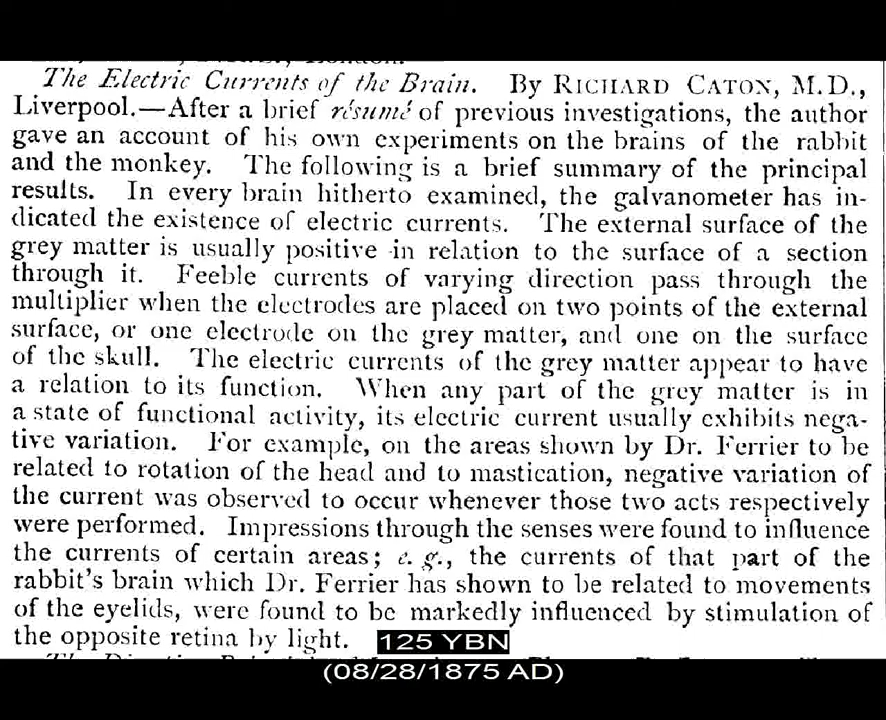 The Electric Currents of the Brain. By RICHARD CATON, M.D.,
Liverpool.—After a brief résumé of previous investigations, the author
gave an account of his own experiments on the brains of the rabbit
and the monkey. The following is a brief summary of the principal
results. In every brain hitherto examined, the galvanometer has in-
dicated the existence of electric currents. The external surface of the
grey matter is usually positive in relation to the surface of a section
through it. Feeble currents of varying direction pass through the
multiplier when the electrodes are placed on two points of the external
surface, or one electrode on the grey matter, and one on the surface
of the skull. The electric currents of the grey matter appear to have
a relation to its function. When any part of the grey matter is in
a state of functional activity, its electric current usually exhibits nega-
tive variation. For example, on the areas shown by Dr. Ferrier to be
related to rotation of the head and to mastication, negative variation of
the current was observed to occur whenever those two acts respectively
were performed. Impressions through the senses were found to influence
the currents of certain areas; e. g., the currents of that part of the
rabbit's brain which Dr. Ferrier has shown to be related to movements
of the eyelids, were found to be markedly influenced by stimulation of
the opposite retina by light. 125 YBN
(08/28/1875 AD)